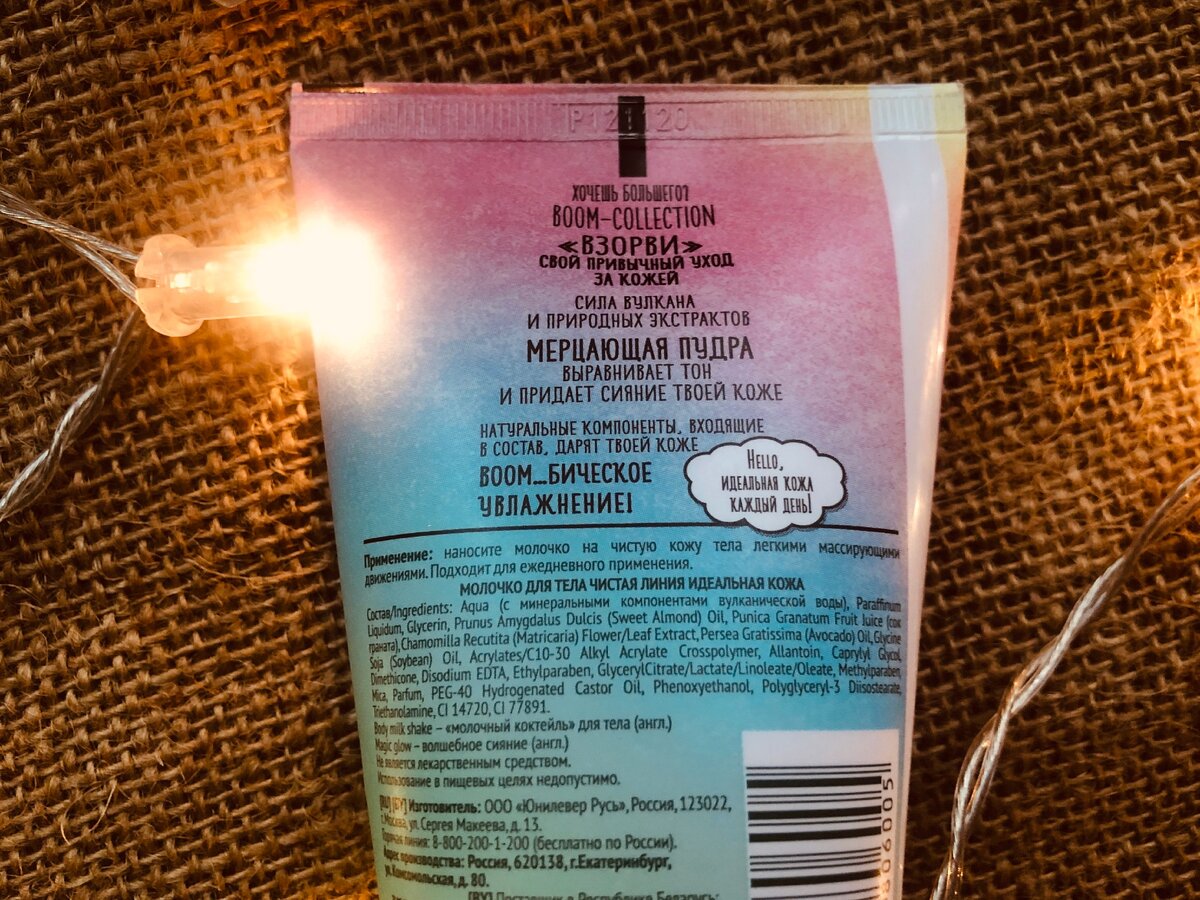 ХОЧЕШЬ БОЛЬШЕГО?
BOOM-COLLECTION
«ВЗОРВИ»
СВОЙ ПРИВЫЧНЫЙ УХОД
ЗА КОЖЕЙ
СИЛА ВУЛКАНА
И ПРИРОДНЫХ ЭКСТРАКТОВ
МЕРЦАЮЩАЯ ПУДРА
ВЫРАВНИВАЕТ ТОН
И ПРИДАЕТ СИЯНИЕ ТВОЕЙ КОЖЕ
НАТУРАЛЬНЫЕ КОМПОНЕНТЫ, ВХОДЯЩИЕ
В СОСТАВ, ДАРЯТ ТВОЕЙ КОЖЕ
BOOM...БИЧЕСКОЕ
УВЛАЖНЕНИЕ!
HELLO,
ИДЕАЛЬНАЯ КОЖА
КАЖДЫЙ ДЕНЬ!
Применение: наносите молочко на чистую кожу тела легкими массирующими
движениями. Подходит для ежедневного применения.
МОЛОЧКО ДЛЯ ТЕЛА ЧИСТАЯ ЛИНИЯ ИДЕАЛЬНАЯ КОЖА
Состав/Ingredients: Aqua (с минеральными компонентами вулканической воды), Paraffinum
Liquidum, Glycerin, Prunus Amygdalus Dulcis (Sweet Almond) Oil, Punica Granatum Fruit Juice (сок
граната), Chamomilla Recutita (Matricaria) Flower/Leaf Extract, Persea Gratissima (Avocado) Oil, Glycine
Soja (Soybean) Oil, Acrylates/C10-30 Alkyl Acrylate Crosspolymer, Allantoin, Caprylyl Glycol,
Dimethicone, Disodium EDTA, Ethylparaben, GlycerylCitrate/Lactate/Linoleate/Oleate, Methylparaben,
Mica, Parfum, PEG-40 Hydrogenated Castor Oil, Phenoxyethanol, Polyglyceryl-3 Diisostearate,
Triethanolamine, CI 14720, CI 77891.
Body milk shake – «молочный коктейль» для тела (англ.)
Magic glow – волшебное сияние (англ.)
Не является лекарственным средством.
Использование в пищевых целях недопустимо.
[RU] [BY] Изготовитель: ООО «Юнилевер Русь», Россия, 123022,
г. Москва, ул. Сергея Макеева, д. 13.
Горячая линия: 8-800-200-1-200 (бесплатно по России).
Адрес производства: Россия, 620138, г. Екатеринбург,
ул. Комсомольская, д. 80.
[BY] Поставщик в Республике Беларусь:
806005